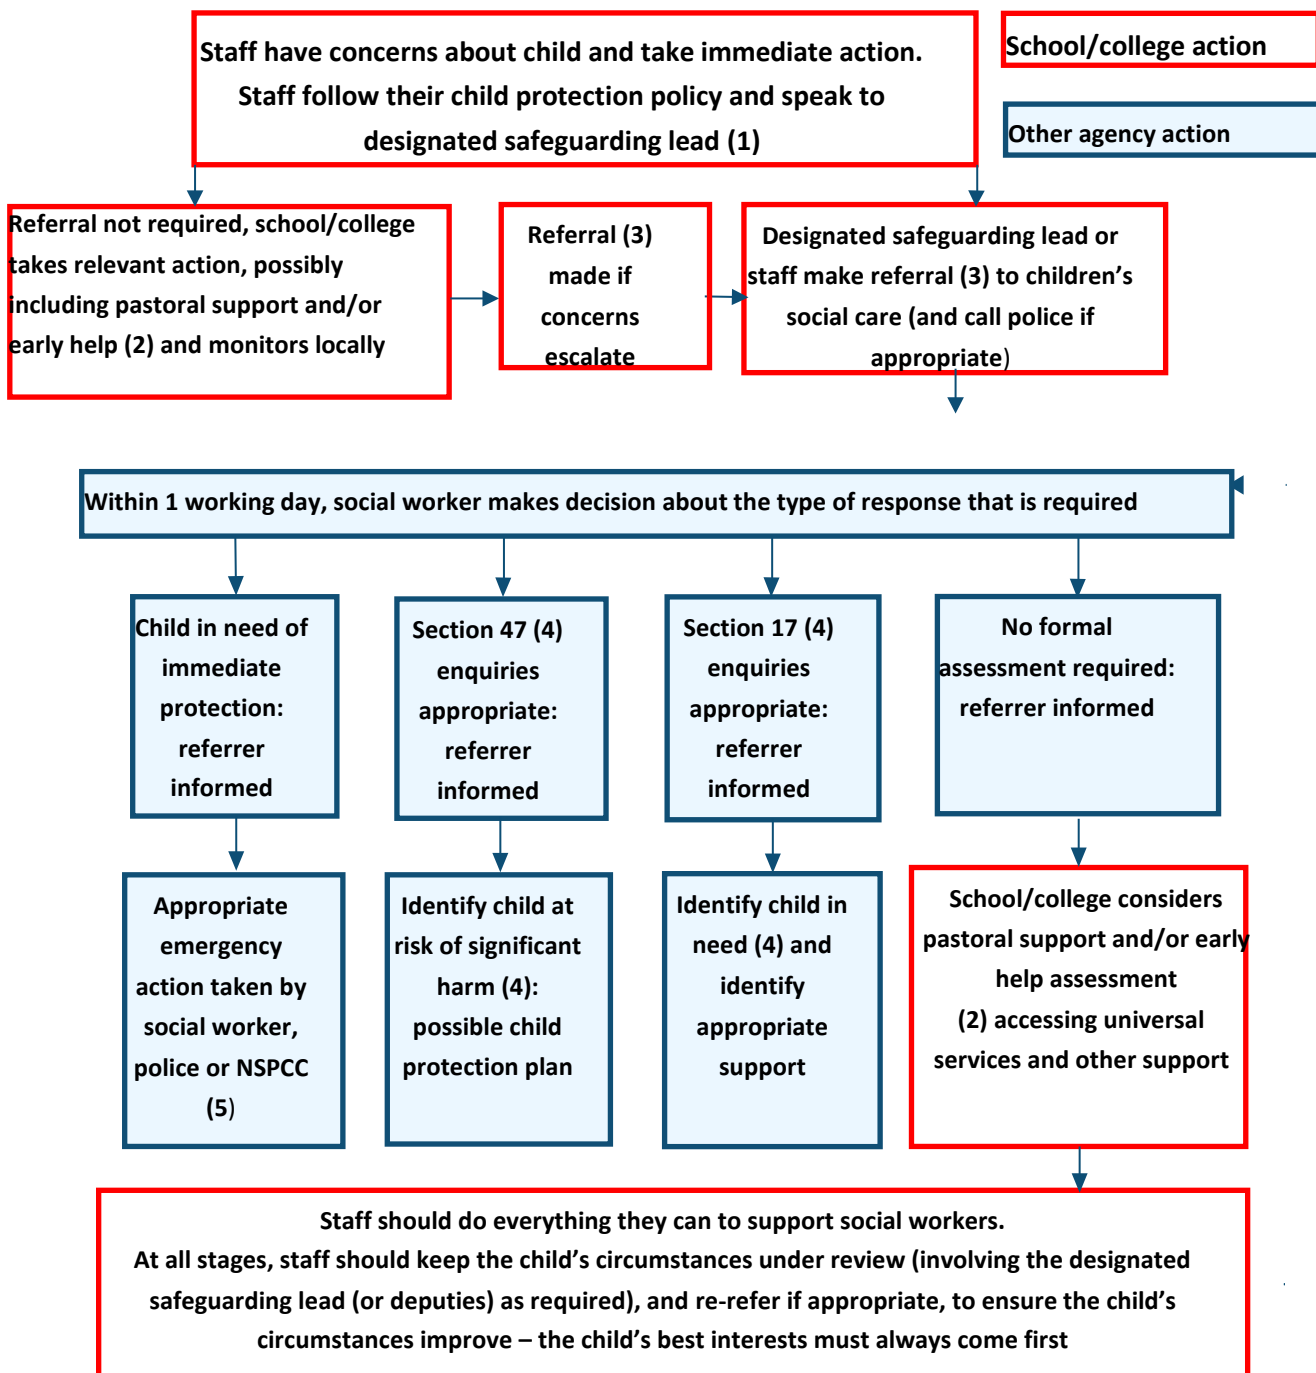 Staff have concerns about child and take immediate action.
Staff follow their child protection policy and speak to
designated safeguarding lead (1)
School/college action
Other agency action
Referral not required, school/college
takes relevant action, possibly
including pastoral support and/or
early help (2) and monitors locally
Referral (3)
made if
concerns
escalate
Designated safeguarding lead or
staff make referral (3) to children’s
social care (and call police if
appropriate)
Within 1 working day, social worker makes decision about the type of response that is required
Child in need of
immediate
protection:
referrer
informed
Section 47 (4)
enquiries
appropriate:
referrer
informed
Section 17 (4)
enquiries
appropriate:
referrer
informed
No formal
assessment required:
referrer informed
Appropriate
emergency
action taken by
social worker,
police or NSPCC
(5)
Identify child at
risk of significant
harm (4):
possible child
protection plan
Identify child in
need (4) and
identify
appropriate
support
School/college considers
pastoral support and/or early
help assessment
(2) accessing universal
services and other support
Staff should do everything they can to support social workers.
At all stages, staff should keep the child’s circumstances under review (involving the designated
safeguarding lead (or deputies) as required), and re-refer if appropriate, to ensure the child’s
circumstances improve – the child’s best interests must always come first